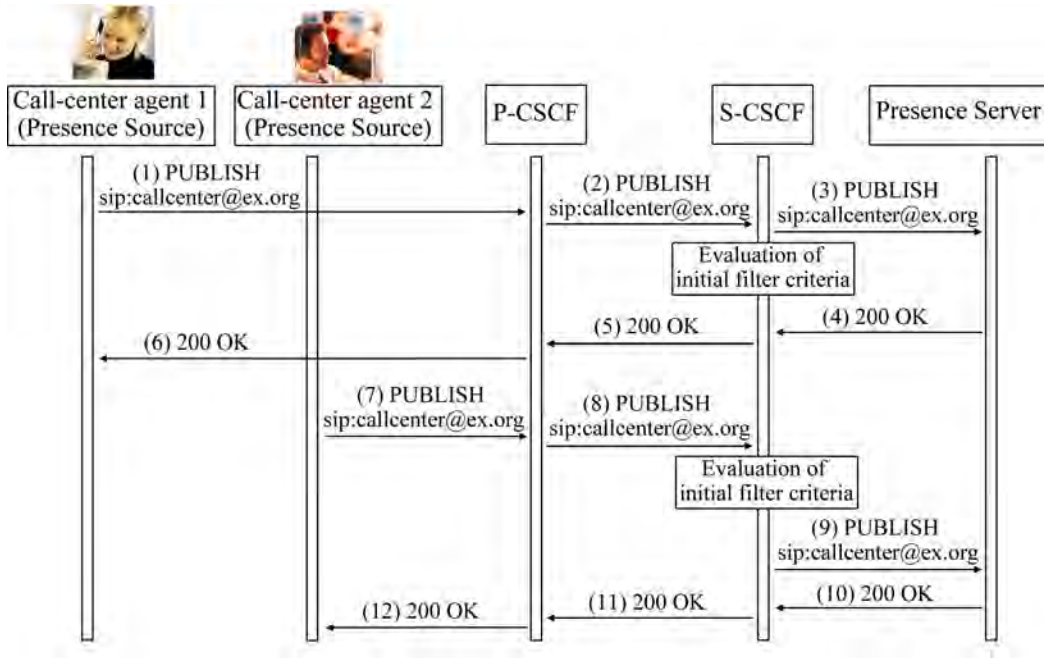 Call-center agent 1
(Presence Source)
Call-center agent 2
(Presence Source)
P-CSCF
S-CSCF
Presence Server
(1) PUBLISH
sip:callcenter@ex.org
(2) PUBLISH
sip:callcenter@ex.org
(3) PUBLISH
sip:callcenter@ex.org
Evaluation of
initial filter criteria
(4) 200 OK
(5) 200 OK
(6) 200 OK
(7) PUBLISH
sip:callcenter@ex.org
(8) PUBLISH
sip:callcenter@ex.org
Evaluation of
initial filter criteria
(9) PUBLISH
sip:callcenter@ex.org
(10) 200 OK
(11) 200 OK
(12) 200 OK